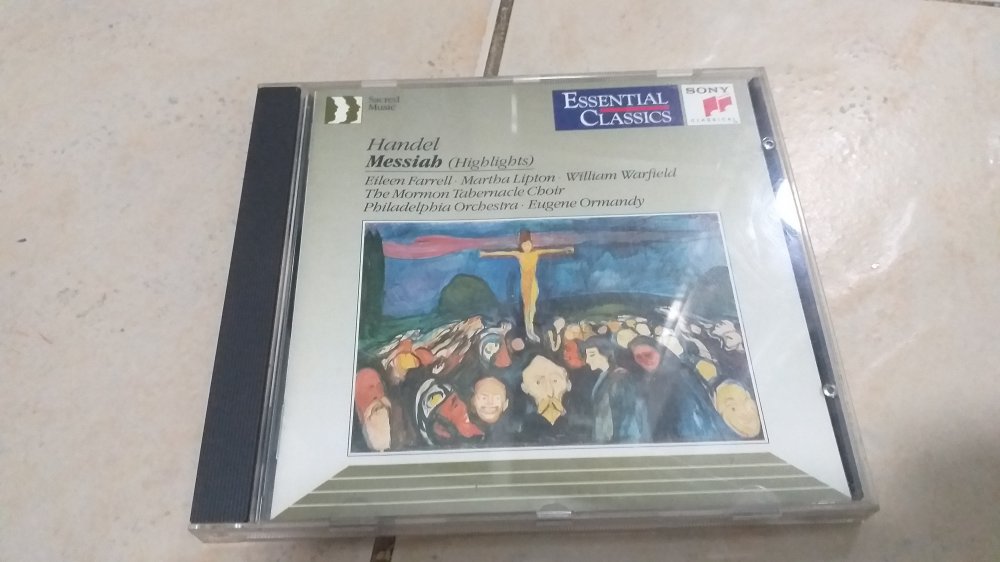 Sacred
Music
ESSENTIAL
CLASSICS
SONY
CLASSICAL
Handel
Messiah (Highlights)
Eileen Farrell · Martha Lipton · William Warfield
The Mormon Tabernacle Choir
Philadelphia Orchestra · Eugene Ormandy